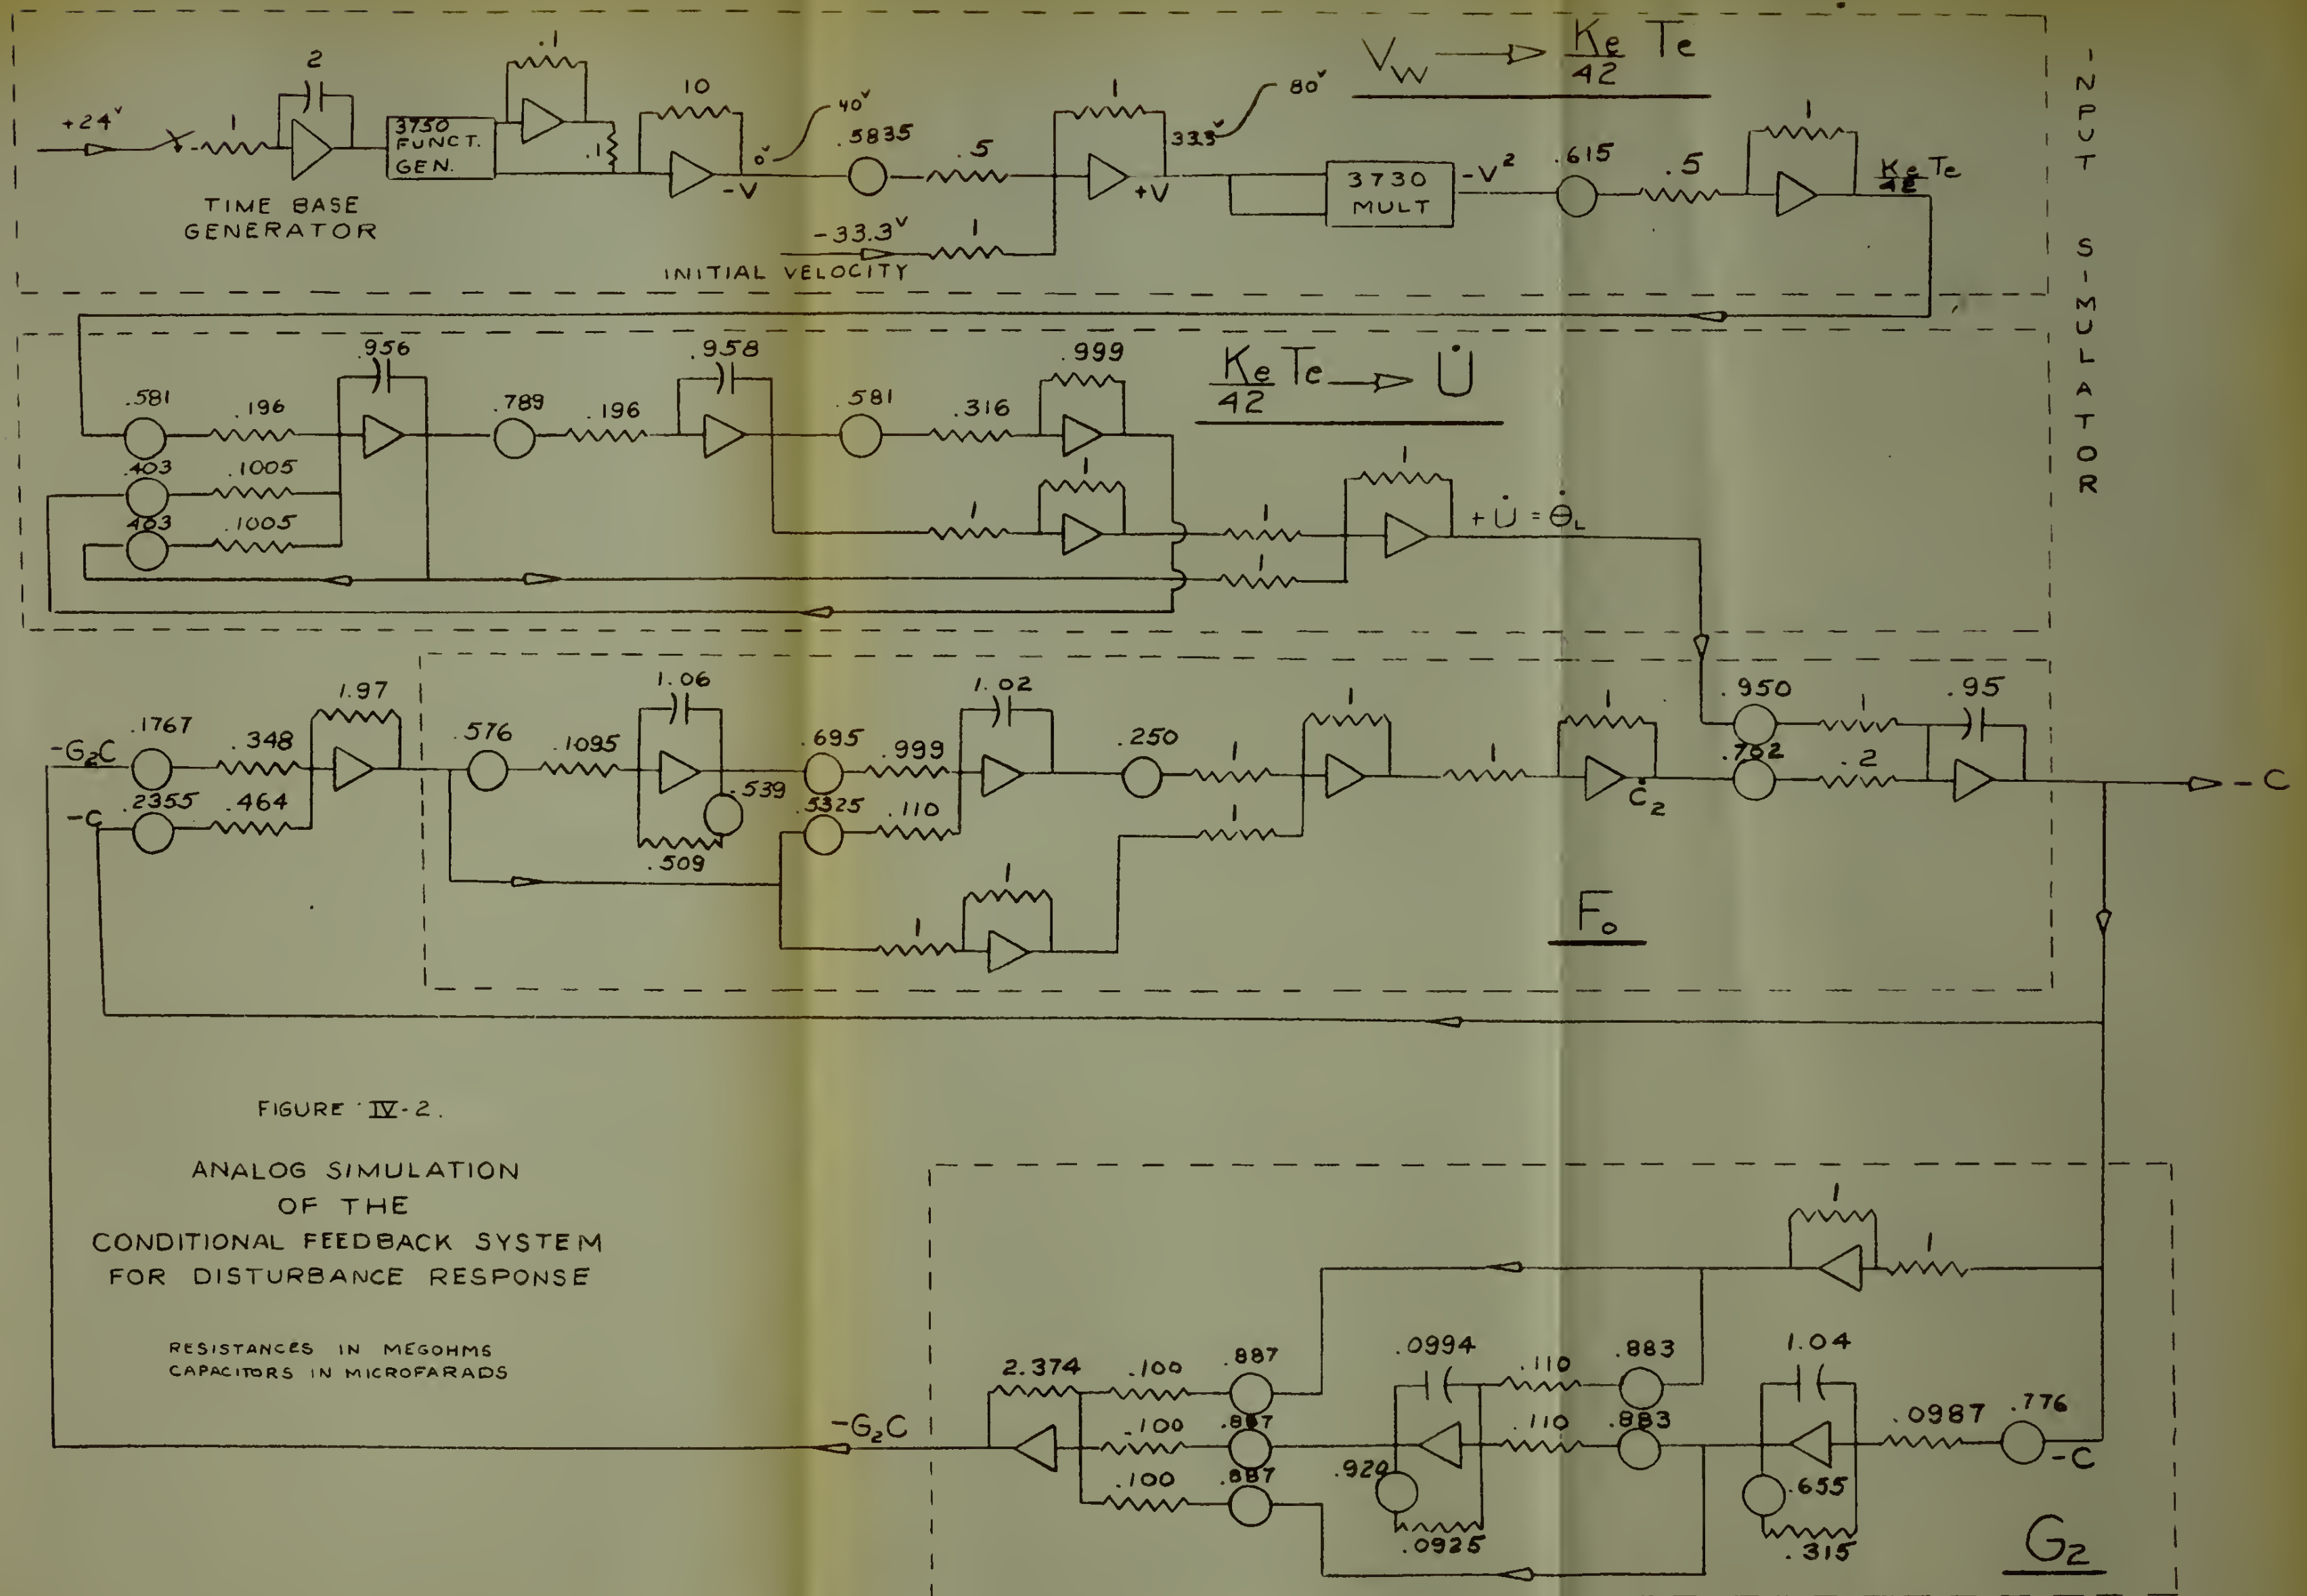 V_W → Ke/42 Te
INPUT SIMULATOR
+24ᵛ
1
2
3750
FUNCT.
GEN.
.1
.1
10
0ᵛ
40ᵛ
-V
.5835
.5
1
33.3ᵛ
80ᵛ
+V
3730
MULT
-V²
.615
.5
1
Ke/42 Te
TIME BASE
GENERATOR
-33.3ᵛ
1
INITIAL VELOCITY
Ke/42 Te → U̇
.581
.196
.956
.789
.196
.958
.581
.316
.999
.403
.1005
.403
.1005
1
1
1
1
1
+U̇ = θ̇_L
-G₂C
.1767
.348
1.97
.576
.1095
1.06
.695
.999
1.02
.250
1
1
1
1
.950
1
.95
-C
.2355
.464
.539
.509
.5325
.110
1
Ċ₂
.762
.2
-C
1
1
F₀
FIGURE IV-2.
ANALOG SIMULATION
OF THE
CONDITIONAL FEEDBACK SYSTEM
FOR DISTURBANCE RESPONSE
RESISTANCES IN MEGOHMS
CAPACITORS IN MICROFARADS
1
1
2.374
.100
.887
.0994
.110
.883
1.04
-G₂C
.100
.887
.110
.883
.0987
.776
-C
.100
.887
.920
.0925
.655
.315
G₂